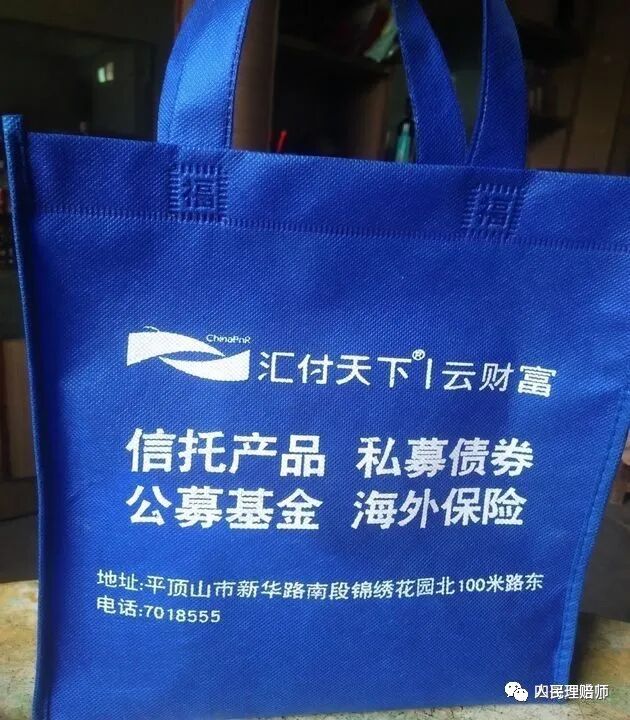 福 福
ChinaPnR
汇付天下®|云财富
信托产品 私募债券
公募基金 海外保险
地址:平顶山市新华路南段锦绣花园北100米路东
电话:7018555
理赔师